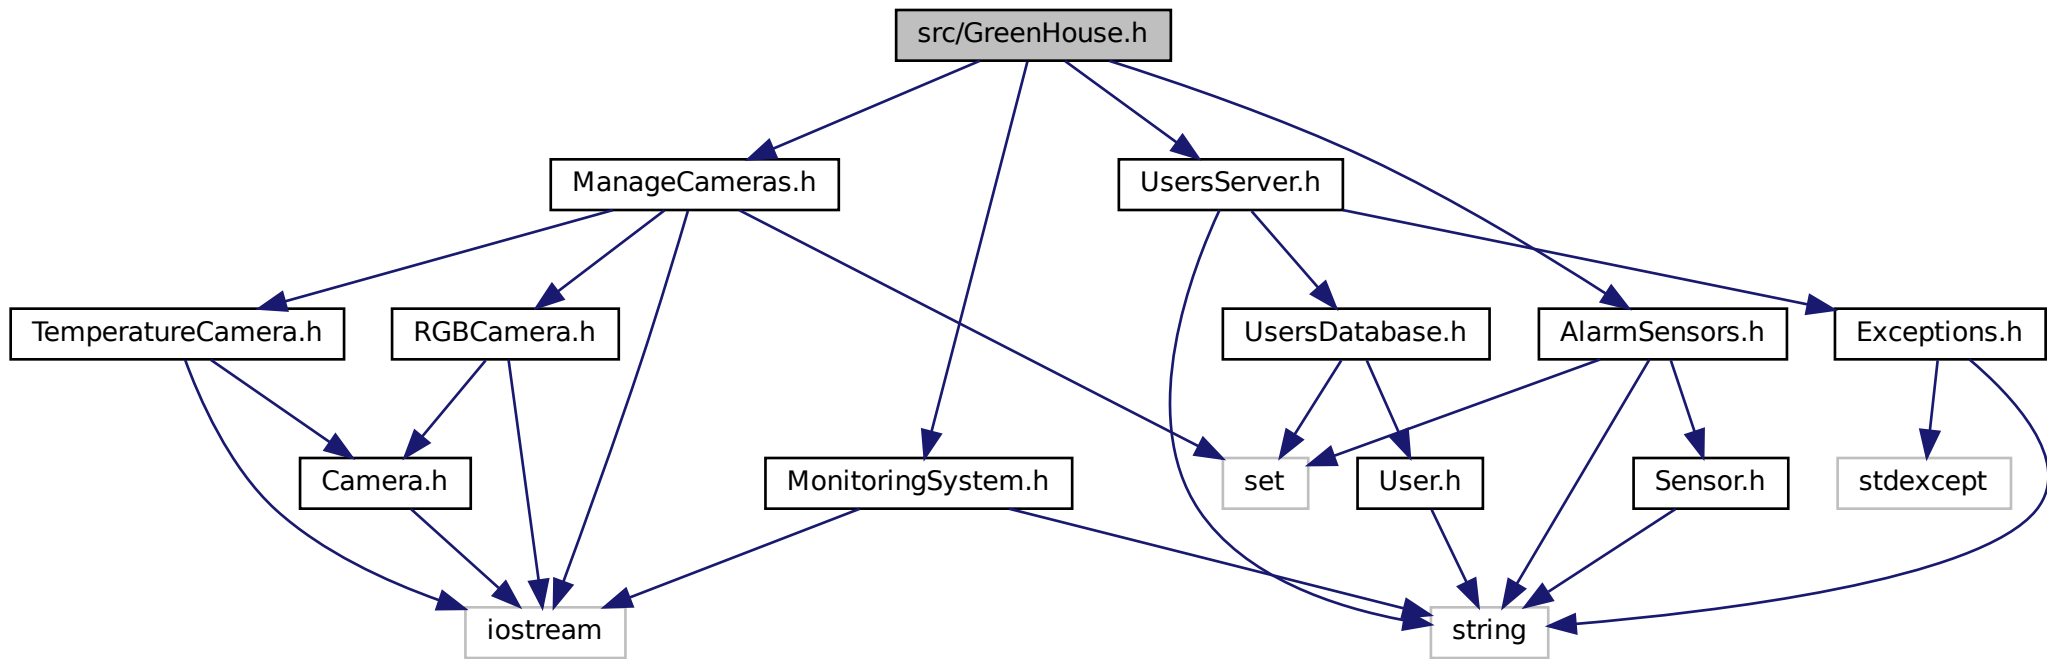 src/GreenHouse.h
ManageCameras.h
UsersServer.h
TemperatureCamera.h
RGBCamera.h
UsersDatabase.h
AlarmSensors.h
Exceptions.h
Camera.h
MonitoringSystem.h
set
User.h
Sensor.h
stdexcept
iostream
string